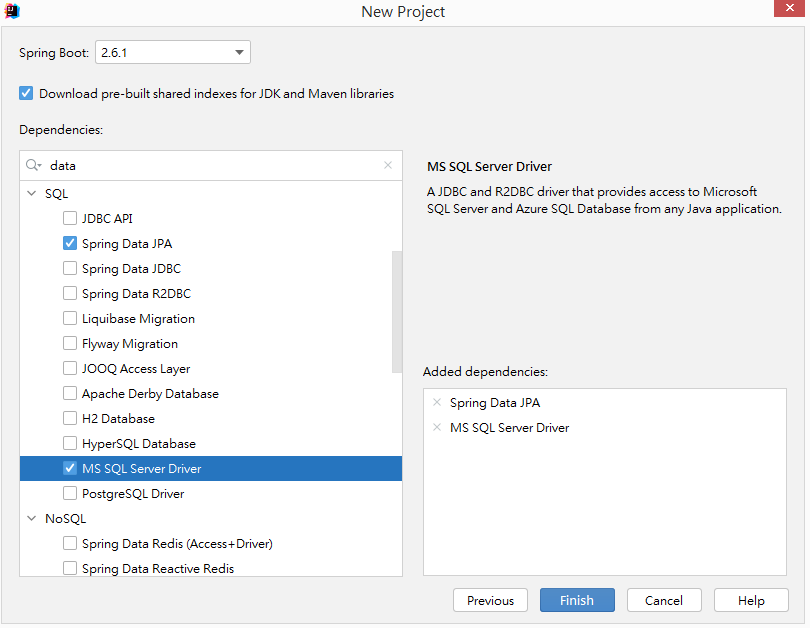 New Project
Spring Boot: 2.6.1
Download pre-built shared indexes for JDK and Maven libraries
Dependencies:
data
SQL
JDBC API
Spring Data JPA
Spring Data JDBC
Spring Data R2DBC
Liquibase Migration
Flyway Migration
JOOQ Access Layer
Apache Derby Database
H2 Database
HyperSQL Database
MS SQL Server Driver
PostgreSQL Driver
NoSQL
Spring Data Redis (Access+Driver)
Spring Data Reactive Redis
MS SQL Server Driver
A JDBC and R2DBC driver that provides access to Microsoft
SQL Server and Azure SQL Database from any Java application.
Added dependencies:
Spring Data JPA
MS SQL Server Driver
Previous
Finish
Cancel
Help